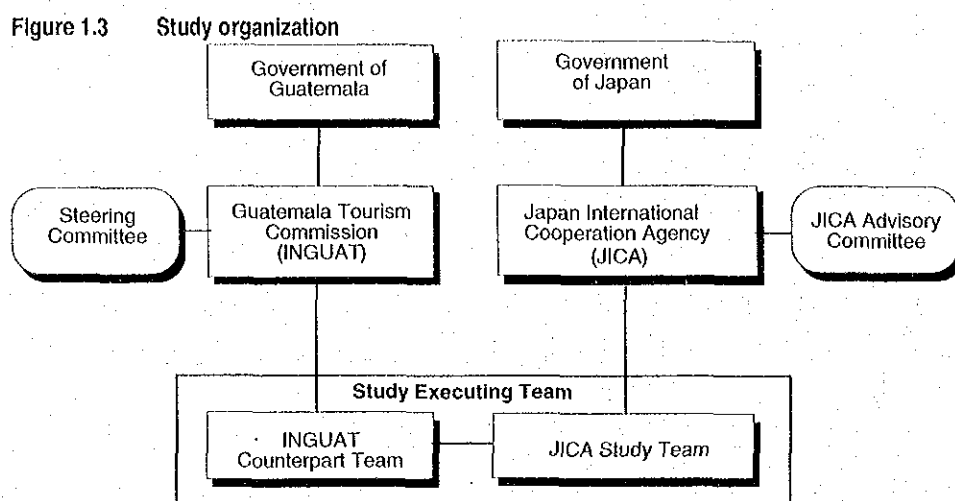 Figure 1.3 Study organization
Government of
Guatemala
Government
of Japan
Steering
Committee
Guatemala Tourism
Commission
(INGUAT)
Japan International
Cooperation Agency
(JICA)
JICA Advisory
Committee
Study Executing Team
INGUAT
Counterpart Team
JICA Study Team